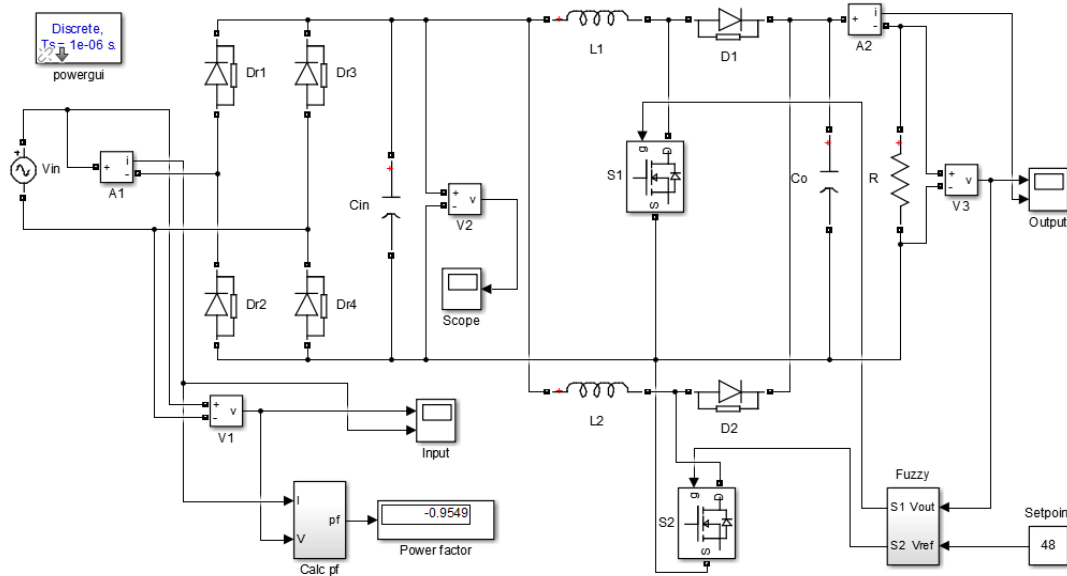 Discrete,
Ts = 1e-06 s.
powergui
Vin
+
+
i
-
A1
Dr1
Dr3
Dr2
Dr4
Cin
+
-
v
V2
Scope
L1
D1
g
D
S
S1
+
i
-
A2
Co
R
+
-
v
V3
Output
L2
D2
g
D
S
S2
Fuzzy
S1 Vout
S2 Vref
Setpoint
48
+
-
v
V1
Input
I
V
pf
Calc pf
-0.9549
Power factor